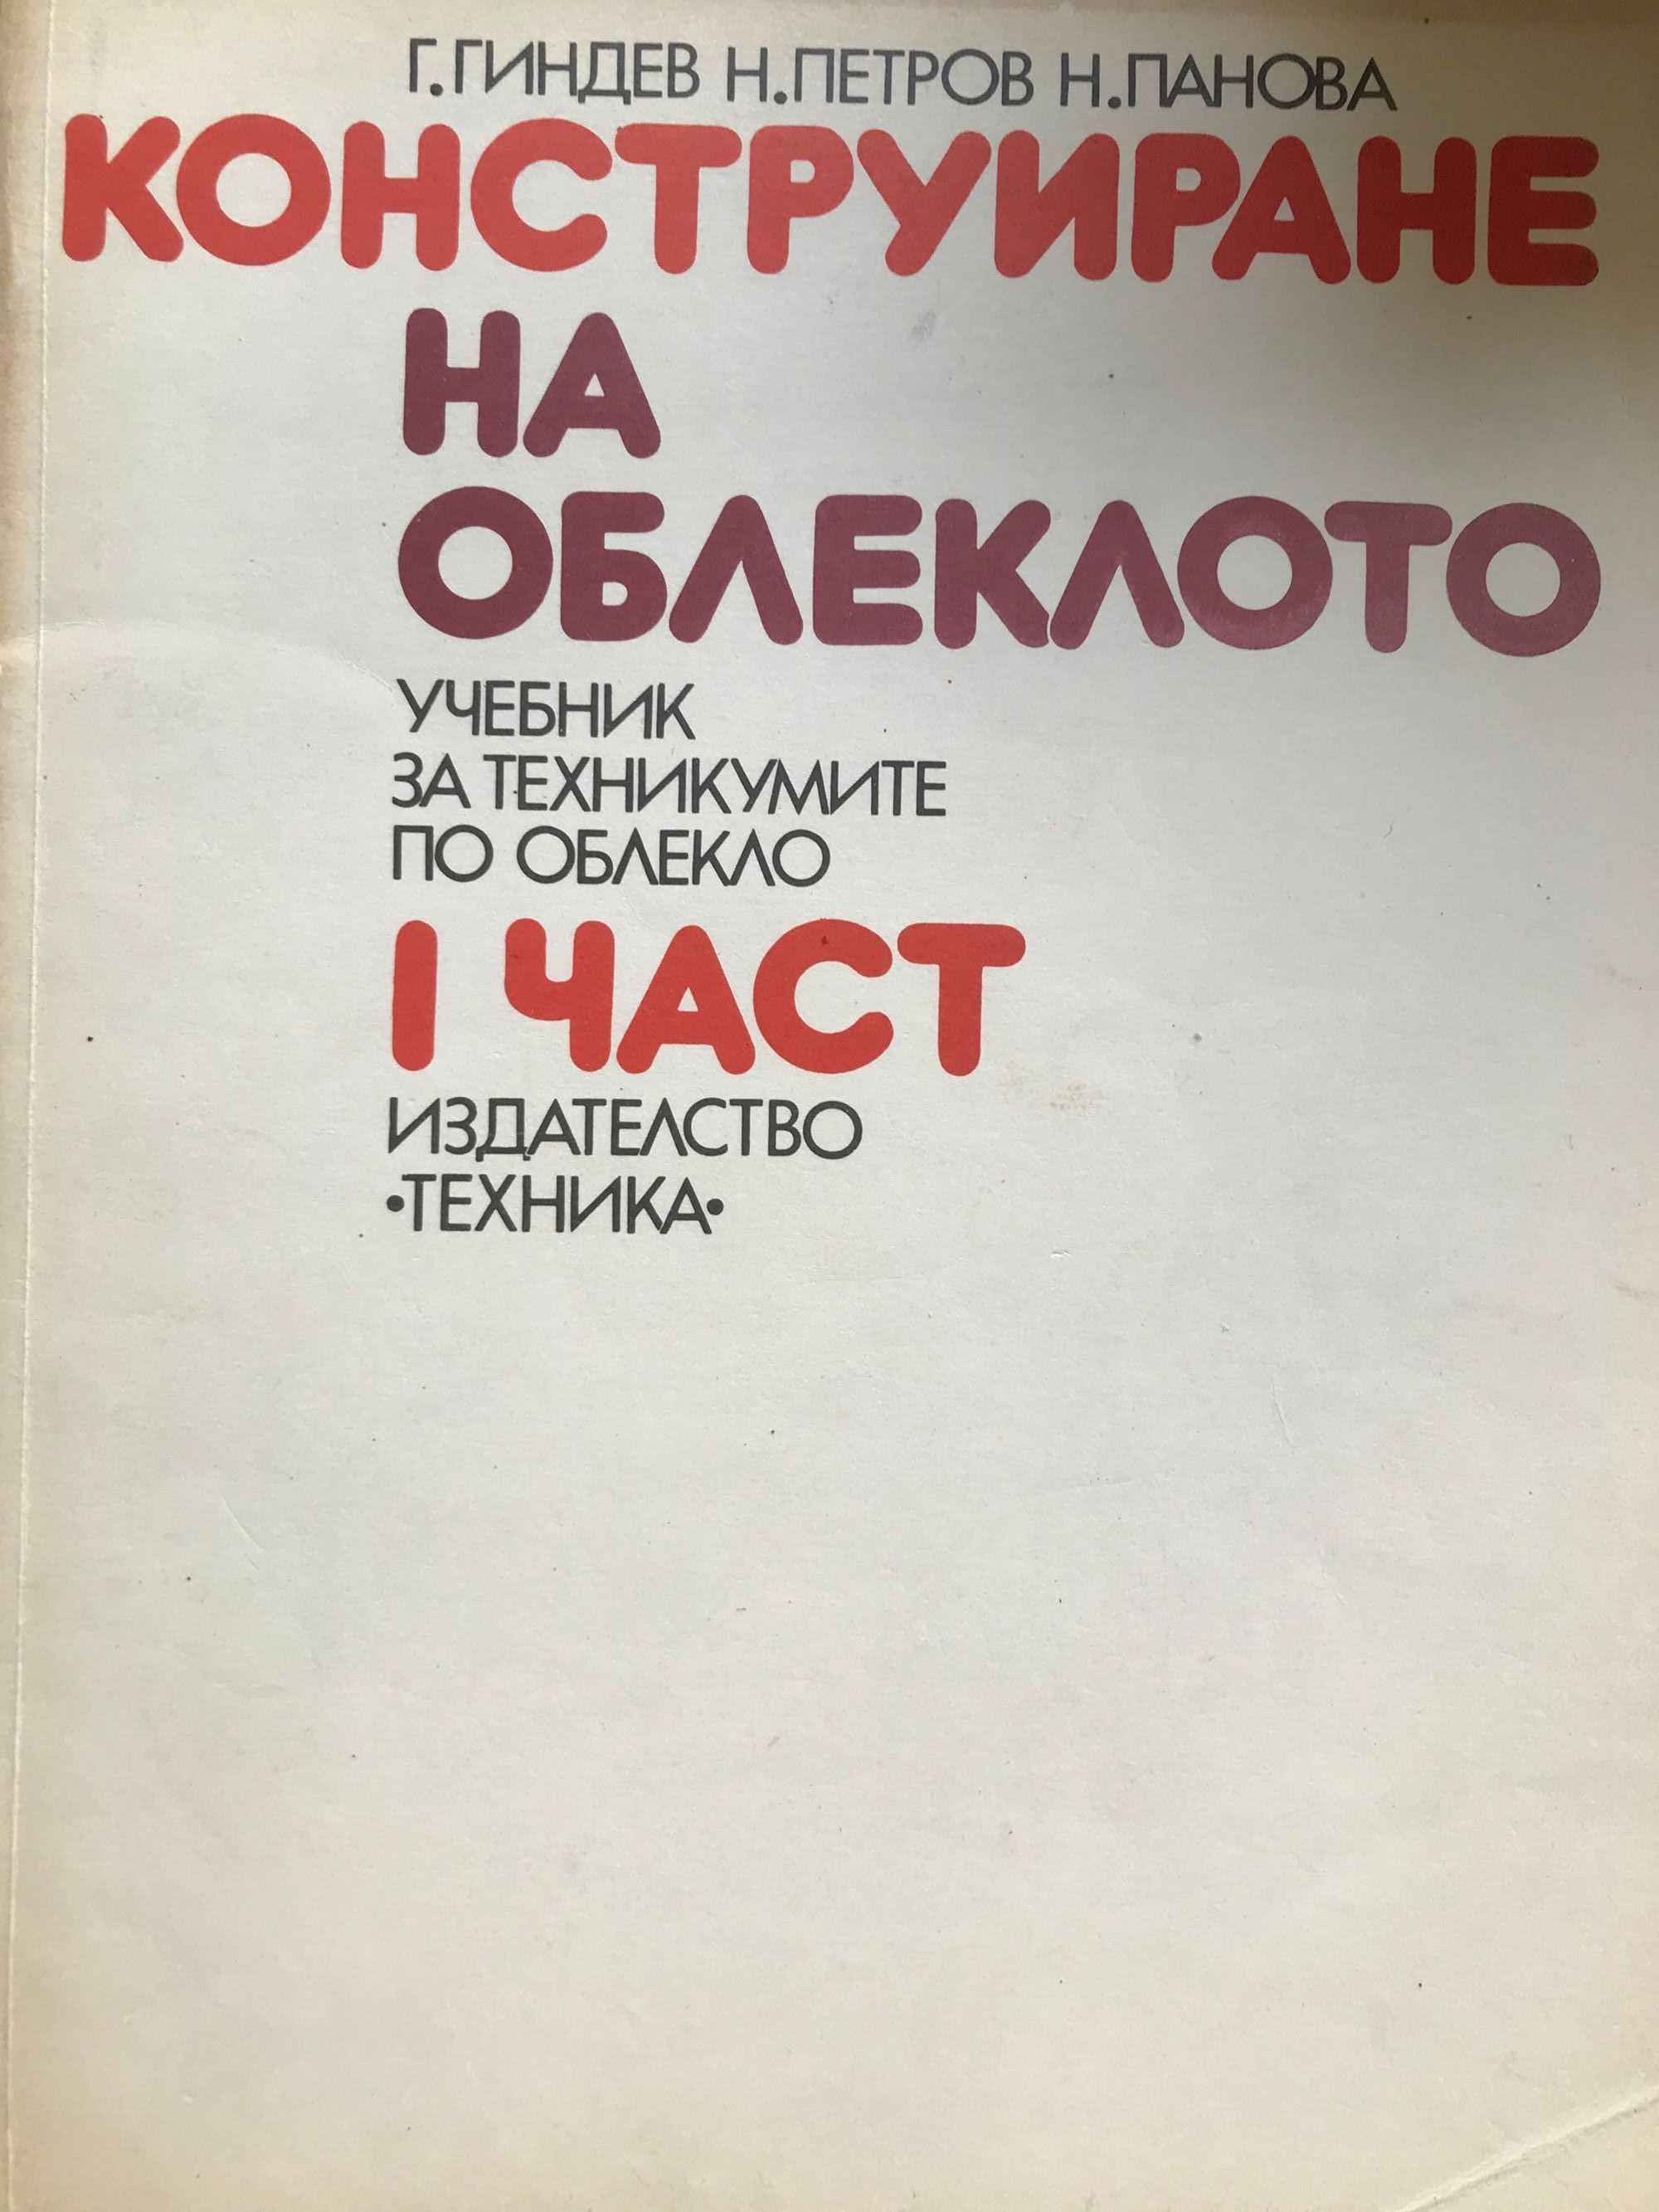 Г.ГИНДЕВ Н.ПЕТРОВ Н.ПАНОВА
КОНСТРУИРАНЕ
НА
ОБЛЕКЛОТО
УЧЕБНИК
ЗА ТЕХНИКУМИТЕ
ПО ОБЛЕКЛО
I ЧАСТ
ИЗДАТЕЛСТВО
•ТЕХНИКА•